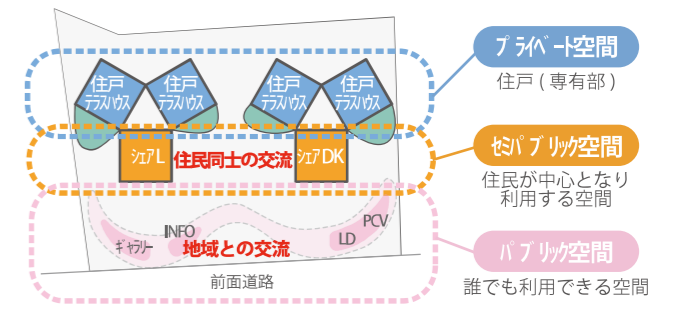 プライベート空間
住戸 ( 専有部 )
住戸
テラスハウス
住戸
テラスハウス
住戸
テラスハウス
住戸
テラスハウス
シェアL
住民同士の交流
シェアDK
セミパブリック空間
住民が中心となり
利用する空間
ギャラリー
INFO
地域との交流
LD
PCV
パブリック空間
誰でも利用できる空間
前面道路